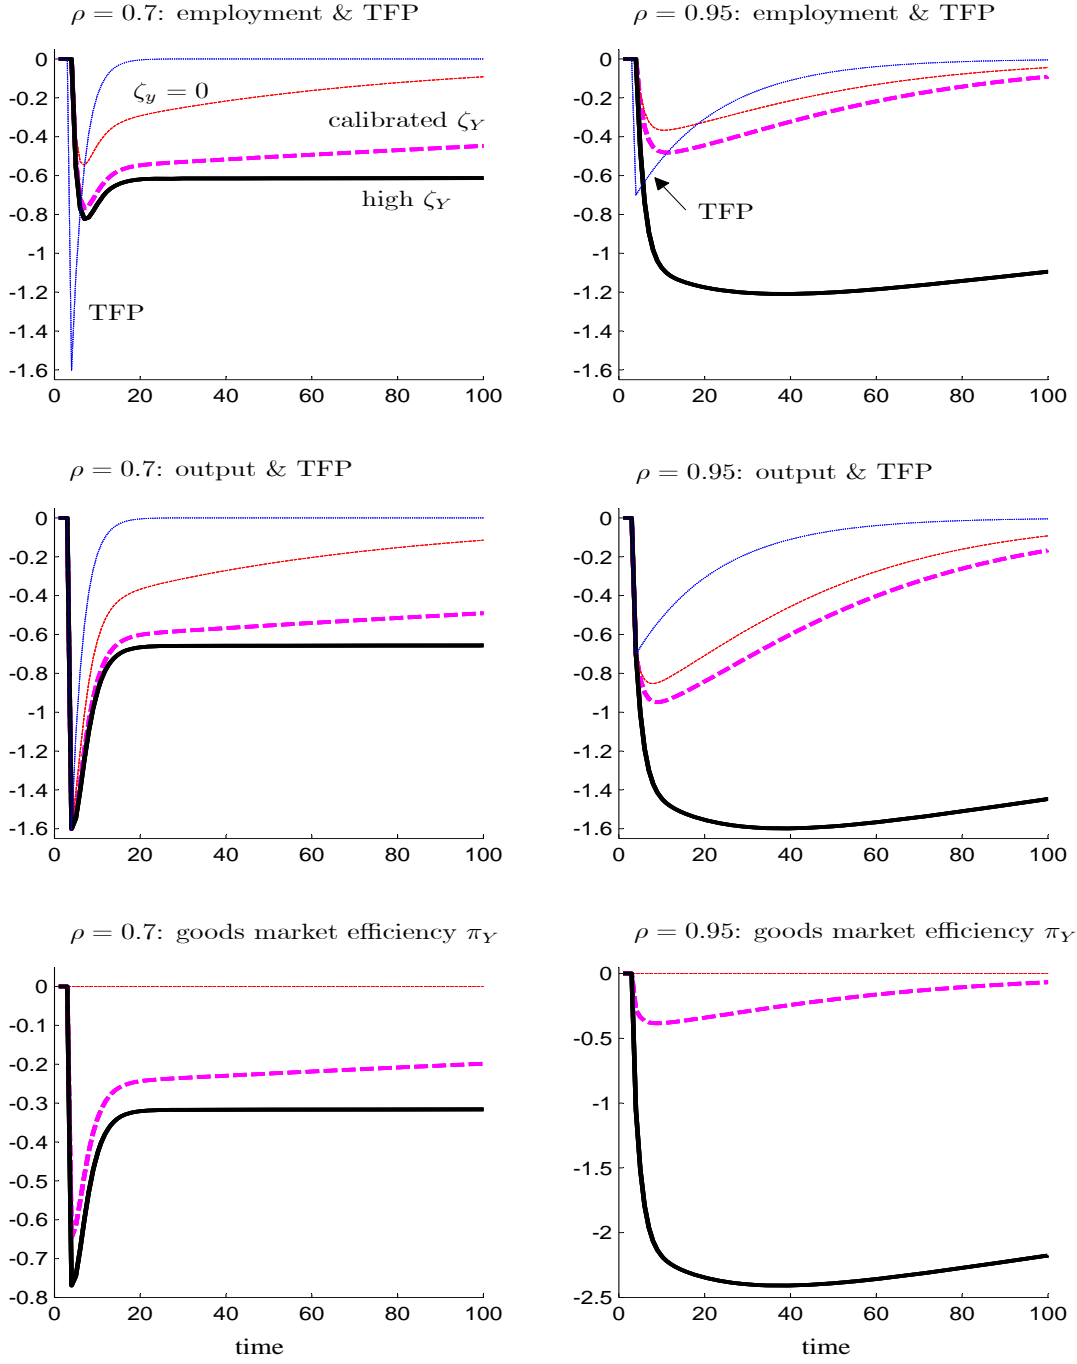 ρ = 0.7: employment & TFP
ρ = 0.95: employment & TFP
0
-0.2
-0.4
-0.6
-0.8
-1
-1.2
-1.4
-1.6
0 20 40 60 80 100
ζy = 0
calibrated ζY
high ζY
TFP
0
-0.2
-0.4
-0.6
-0.8
-1
-1.2
-1.4
-1.6
0 20 40 60 80 100
TFP
ρ = 0.7: output & TFP
ρ = 0.95: output & TFP
0
-0.2
-0.4
-0.6
-0.8
-1
-1.2
-1.4
-1.6
0 20 40 60 80 100
0
-0.2
-0.4
-0.6
-0.8
-1
-1.2
-1.4
-1.6
0 20 40 60 80 100
ρ = 0.7: goods market efficiency πY
ρ = 0.95: goods market efficiency πY
0
-0.1
-0.2
-0.3
-0.4
-0.5
-0.6
-0.7
-0.8
0 20 40 60 80 100
time
0
-0.5
-1
-1.5
-2
-2.5
0 20 40 60 80 100
time